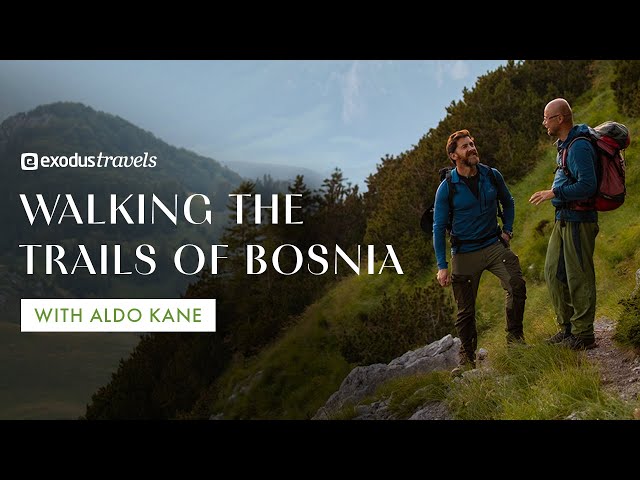 exodustravels
WALKING THE
TRAILS OF BOSNIA
WITH ALDO KANE